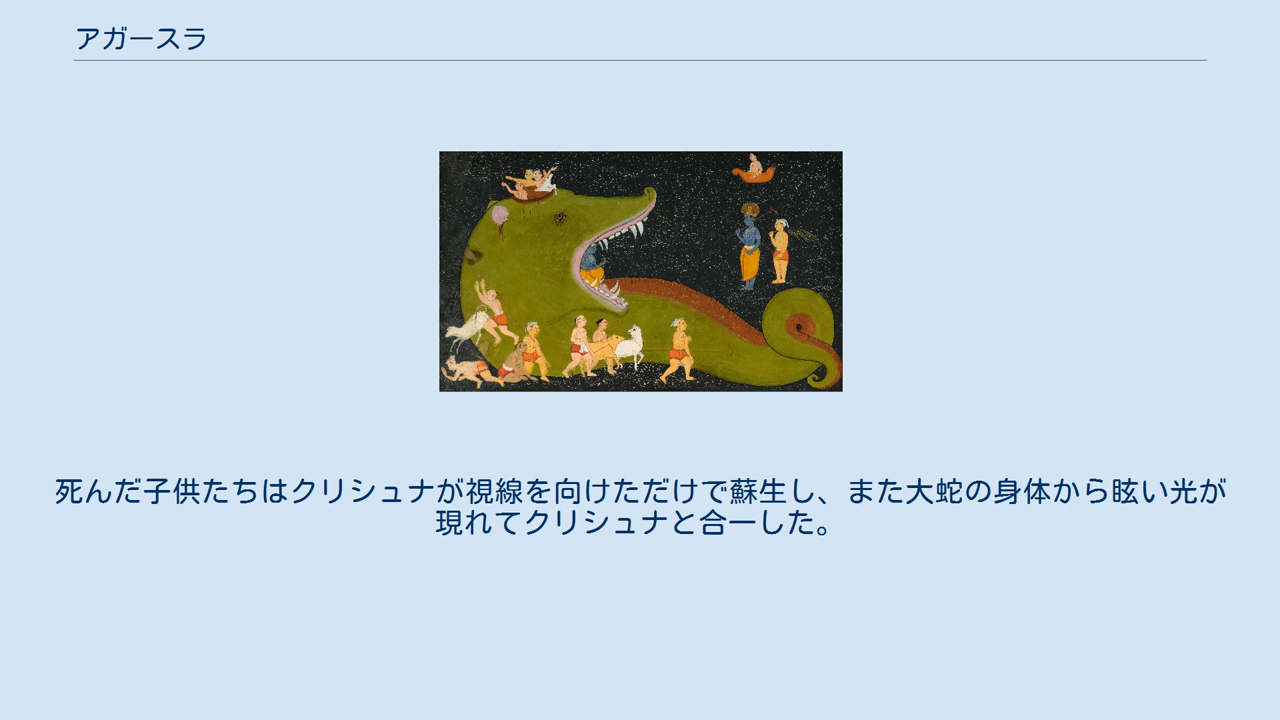 アガースラ
死んだ子供たちはクリシュナが視線を向けただけで蘇生し、また大蛇の身体から眩い光が
現れてクリシュナと合一した。